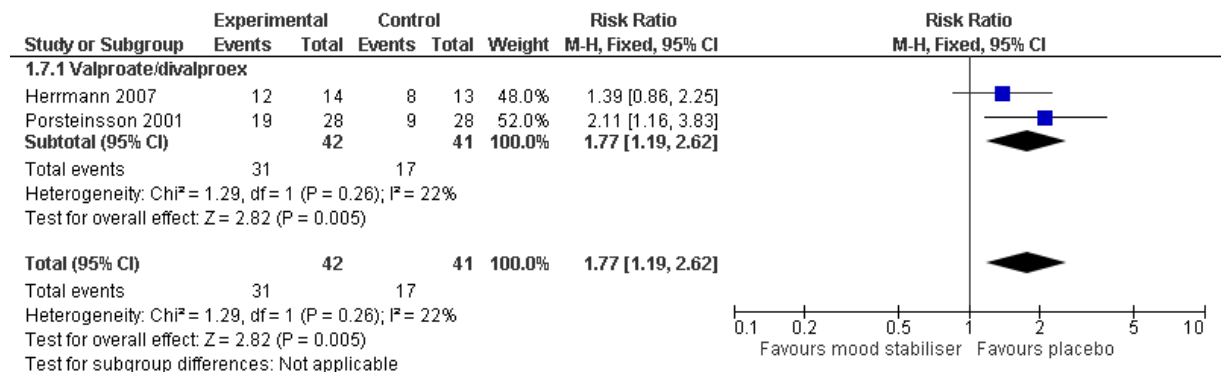 Experimental Control Risk Ratio Risk Ratio
Study or Subgroup Events Total Events Total Weight M-H, Fixed, 95% CI M-H, Fixed, 95% CI
1.7.1 Valproate/divalproex
Herrmann 2007 12 14 8 13 48.0% 1.39 [0.86, 2.25]
Porsteinsson 2001 19 28 9 28 52.0% 2.11 [1.16, 3.83]
Subtotal (95% CI) 42 41 100.0% 1.77 [1.19, 2.62]
Total events 31 17
Heterogeneity: Chi² = 1.29, df = 1 (P = 0.26); I² = 22%
Test for overall effect: Z = 2.82 (P = 0.005)
Total (95% CI) 42 41 100.0% 1.77 [1.19, 2.62]
Total events 31 17
Heterogeneity: Chi² = 1.29, df = 1 (P = 0.26); I² = 22%
Test for overall effect: Z = 2.82 (P = 0.005)
Test for subgroup differences: Not applicable
0.1 0.2 0.5 1 2 5 10
Favours mood stabiliser Favours placebo